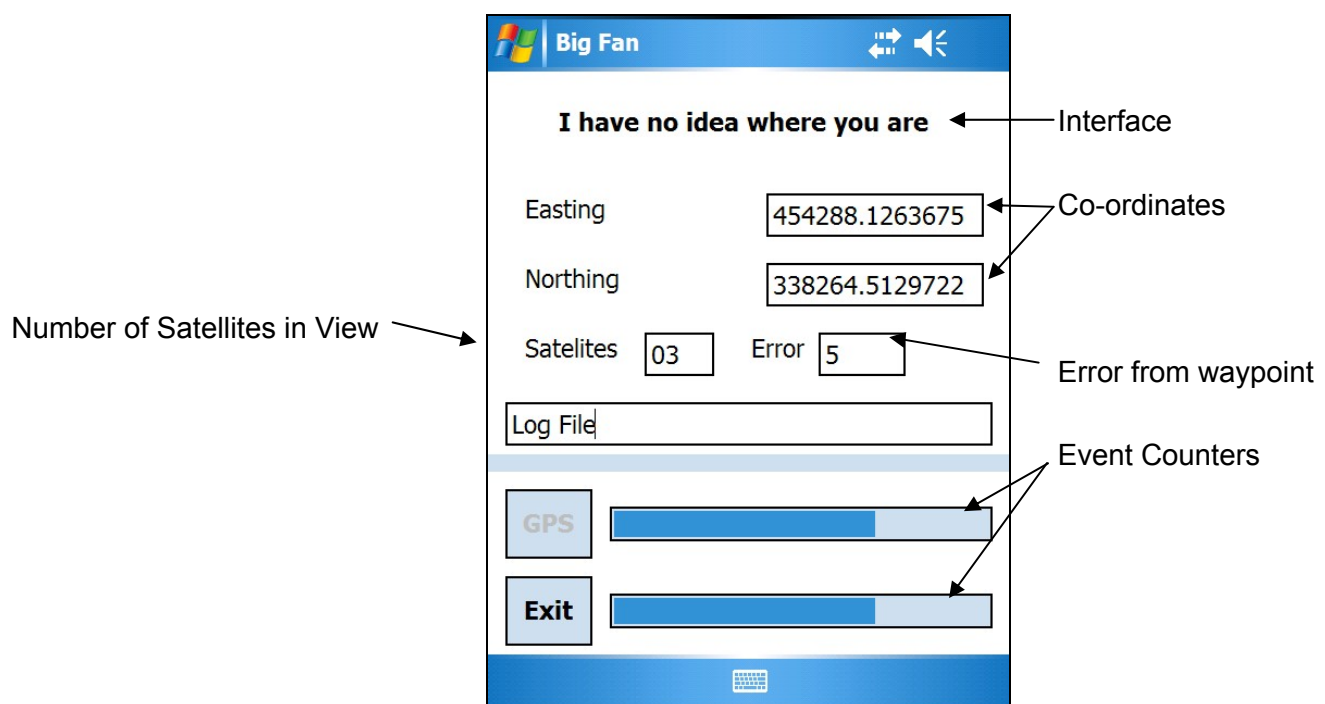 Big Fan
I have no idea where you are
Interface
Easting
454288.1263675
Co-ordinates
Northing
338264.5129722
Number of Satellites in View
Satelites
03
Error
5
Error from waypoint
Log File
Event Counters
GPS
Exit